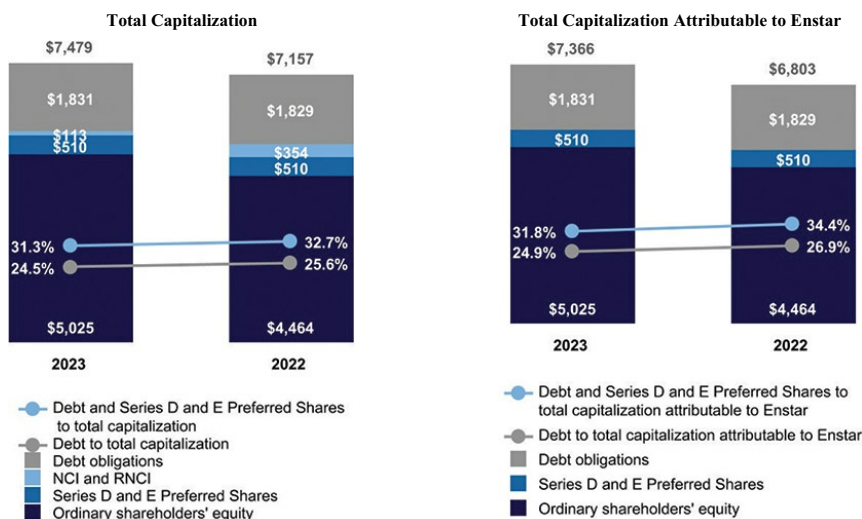 Total Capitalization
$7,479
$7,157
$1,831
$1,829
$113
$354
$510
$510
31.3%
32.7%
24.5%
25.6%
$5,025
$4,464
2023
2022
Debt and Series D and E Preferred Shares
to total capitalization
Debt to total capitalization
Debt obligations
NCI and RNCI
Series D and E Preferred Shares
Ordinary shareholders' equity
Total Capitalization Attributable to Enstar
$7,366
$6,803
$1,831
$1,829
$510
$510
31.8%
34.4%
24.9%
26.9%
$5,025
$4,464
2023
2022
Debt and Series D and E Preferred Shares to
total capitalization attributable to Enstar
Debt to total capitalization attributable to Enstar
Debt obligations
Series D and E Preferred Shares
Ordinary shareholders' equity